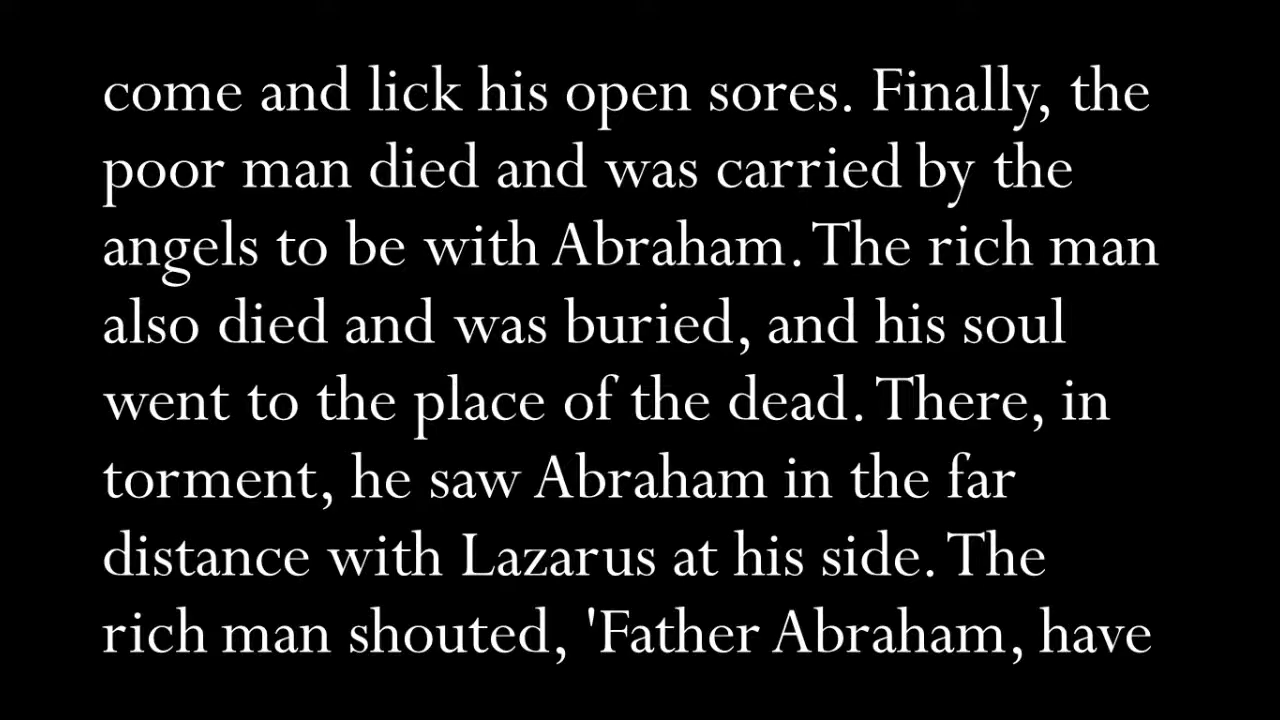 come and lick his open sores. Finally, the
poor man died and was carried by the
angels to be with Abraham. The rich man
also died and was buried, and his soul
went to the place of the dead. There, in
torment, he saw Abraham in the far
distance with Lazarus at his side. The
rich man shouted, 'Father Abraham, have